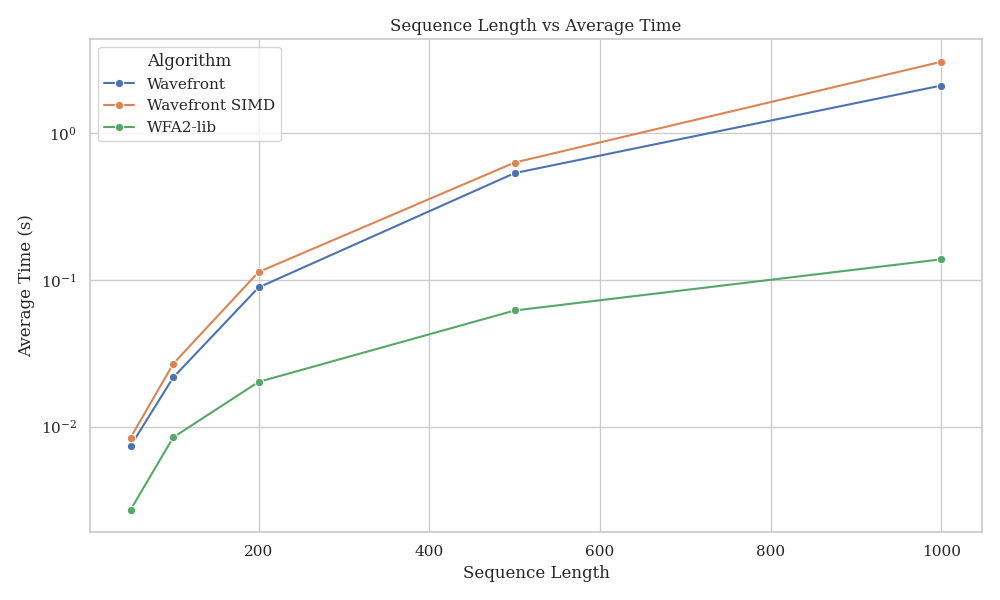 Sequence Length vs Average Time
Algorithm
Wavefront
Wavefront SIMD
WFA2-lib
Average Time (s)
10⁰
10⁻¹
10⁻²
200 400 600 800 1000
Sequence Length